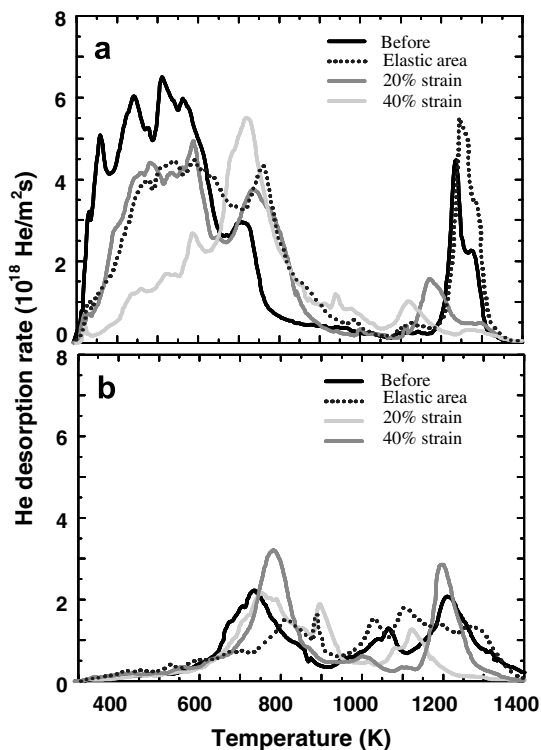 8
a
Before
Elastic area
20% strain
40% strain
6
4
2
0
He desorption rate (10¹⁸ He/m²s)
8
b
Before
Elastic area
20% strain
40% strain
6
4
2
0
400 600 800 1000 1200 1400
Temperature (K)